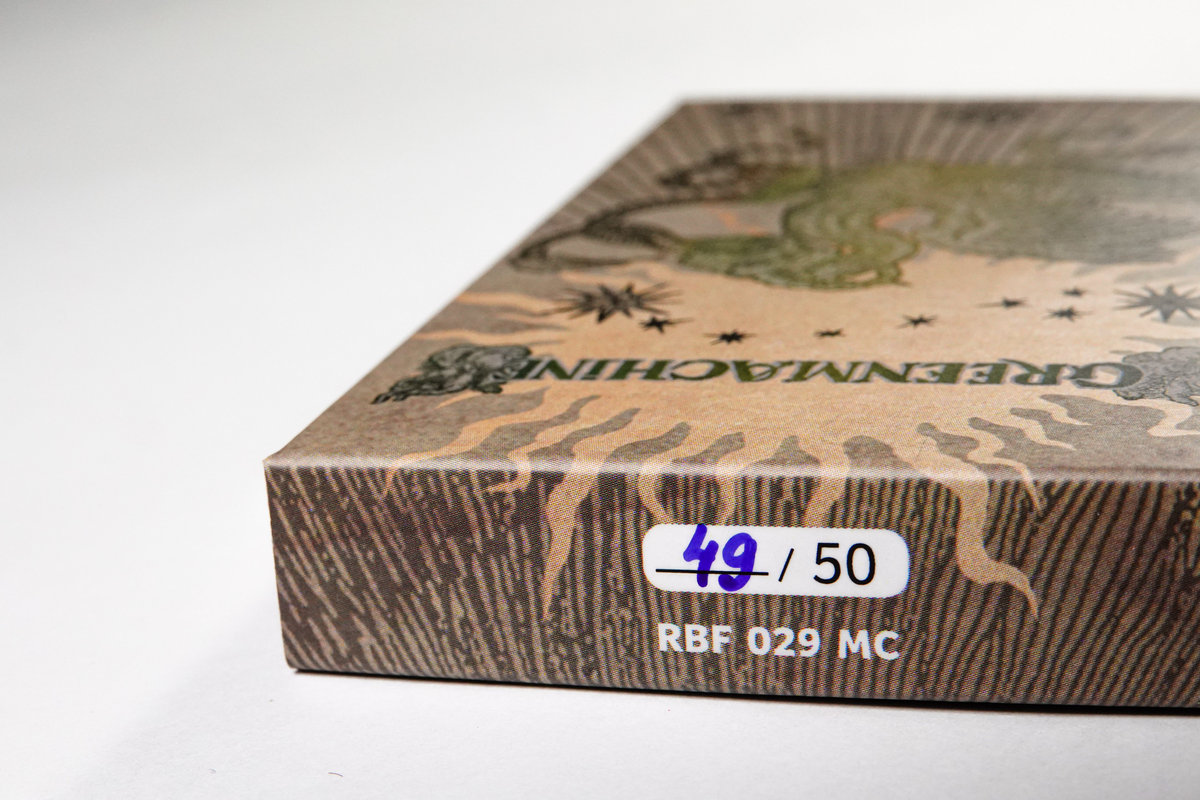 GREENMACHINE
49 / 50
RBF 029 MC